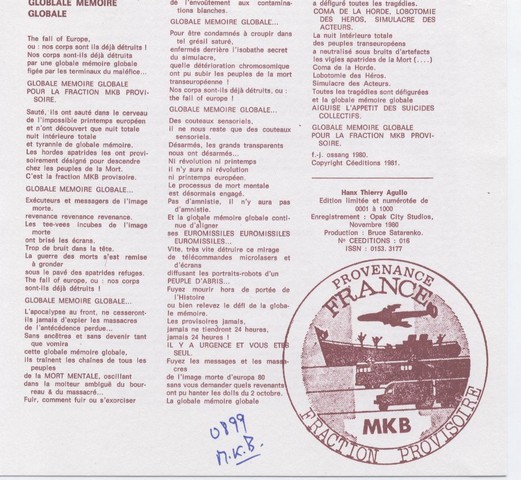 GLOBLALE MEMOIRE
GLOBALE
The fall of Europe,
ou : nos corps sont ils déjà détruits !
Nos corps sont-ils déjà détruits
par une globale mémoire globale
figée par les terminaux du maléfice...
GLOBALE MEMOIRE GLOBALE
POUR LA FRACTION MKB PROVI-
SOIRE.
Sauté, ils ont sauté dans le cerveau
de l'impossible printemps européen
et n'ont découvert que nuit totale
nuit intérieure totale
et tyrannie de globale mémoire.
Les hordes apatrides les ont provi-
soirement désigné pour descendre
chez les peuples de la Mort.
C'est la fraction MKB provisoire.
GLOBALE MEMOIRE GLOBALE...
Exécuteurs et messagers de l'image
morte.
revenance revenance revenance.
Les tee-vees incubes de l'image
morte
ont brisé les écrans.
Trop de bruit dans la tête.
La guerre des morts s'est remise
à gronder
sous le pavé des apatrides refuges.
The fall of europe, ou : nos corps
sont-ils déjà détruits !
GLOBALE MEMOIRE GLOBALE...
L'apocalypse au front, ne cesseront-
ils jamais d'expier les massacres
de l'antécédence perdue...
Sans ancêtres et sans devenir tant
que vomira :
cette globale mémoire globale,
ils traînent les chaînes de tous les
peuples
de la MORT MENTALE, oscillant
dans la moiteur ambiguë du bour-
reau & du massacré...
Fuir, comment fuir ou s'exorciser
de l'envoûtement aux contamina-
tions blanches.
GLOBALE MEMOIRE GLOBALE...
Pour être condamnés à croupir dans
tel grésil saturé,
enfermés derrière l'isobathe secret
du simulacre,
quelle détérioration chromosomique
ont pu subir les peuples de la mort
transeuropéenne !
Nos corps sont-ils déjà détruits, ou :
the fall of europe !
GLOBALE MEMOIRE GLOBALE...
Des couteaux sensoriels,
il ne nous reste que des couteaux
sensoriels.
Désarmés, les grands transparents
nous ont désarmés...
Ni révolution ni printemps
il n'y aura ni révolution
ni printemps européen.
Le processus de mort mentale
est désormais engagé.
Pas d'amnistie. Il n'y aura pas
d'amnistie.
Et la globale mémoire globale conti-
nue d'aligner
ses EUROMISSILES EUROMISSILES
EUROMISSILES...
Vite, très vite détruire ce mirage
de télécommandes microlasers et
d'écrans
diffusant les portraits-robots d'un
PEUPLE D'ABRIS...
Fuyez mourir hors de portée de
l'Histoire
ou bien relevez le défi de la globa-
le mémoire.
Les provisoires jamais,
jamais ne tiendront 24 heures,
jamais 24 heures !
IL Y A URGENCE ET VOUS ETES
SEUL.
Fuyez les messages et les massa-
cres
de l'image morte d'europa 80
sans vous demander quels revenants
ont pu hanter les dolls du 2 octobre.
La globale mémoire globale
a défiguré toutes les tragédies.
COMA DE LA HORDE, LOBOTOMIE
DES HEROS, SIMULACRE DES
ACTEURS.
La nuit intérieure totale
des peuples transeuropéens
a neutralisé sous bruits d'artefacts
les vigies apatrides de la Mort (....)
Coma de la Horde.
Lobotomie des Héros.
Simulacre des Acteurs.
Toutes les tragédies sont défigurées
et la globale mémoire globale
AIGUISE L'APPETIT DES SUICIDES
COLLECTIFS.
GLOBALE MEMOIRE GLOBALE
POUR LA FRACTION MKB PROVI-
SOIRE.
f.-j. ossang 1980.
Copyright Céeditions 1981.
Hanx Thierry Agullo
Edition limitée et numérotée de
0001 à 1000
Enregistrement : Opak City Studios,
Novembre 1980
Production : Bruce Satarenko.
Nº CEEDITIONS : 016
ISSN : 0133. 3177
PROVENANCE
FRANCE
MKB
FRACTION PROVISOIRE
0899
M.K.B.